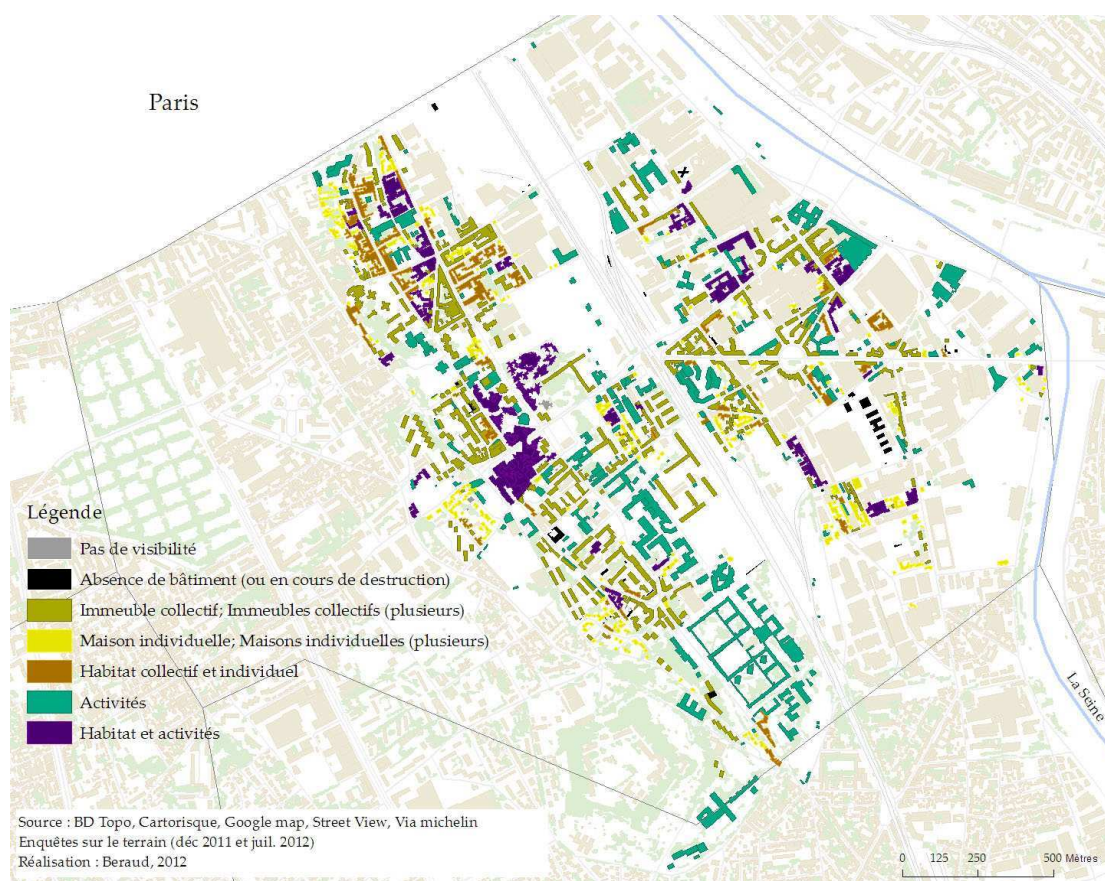 Paris
Légende
Pas de visibilité
Absence de bâtiment (ou en cours de destruction)
Immeuble collectif; Immeubles collectifs (plusieurs)
Maison individuelle; Maisons individuelles (plusieurs)
Habitat collectif et individuel
Activités
Habitat et activités
La Seine
Source : BD Topo, Cartorisque, Google map, Street View, Via michelin
Enquêtes sur le terrain (déc 2011 et juil. 2012)
Réalisation : Beraud, 2012
0 125 250 500 Mètres